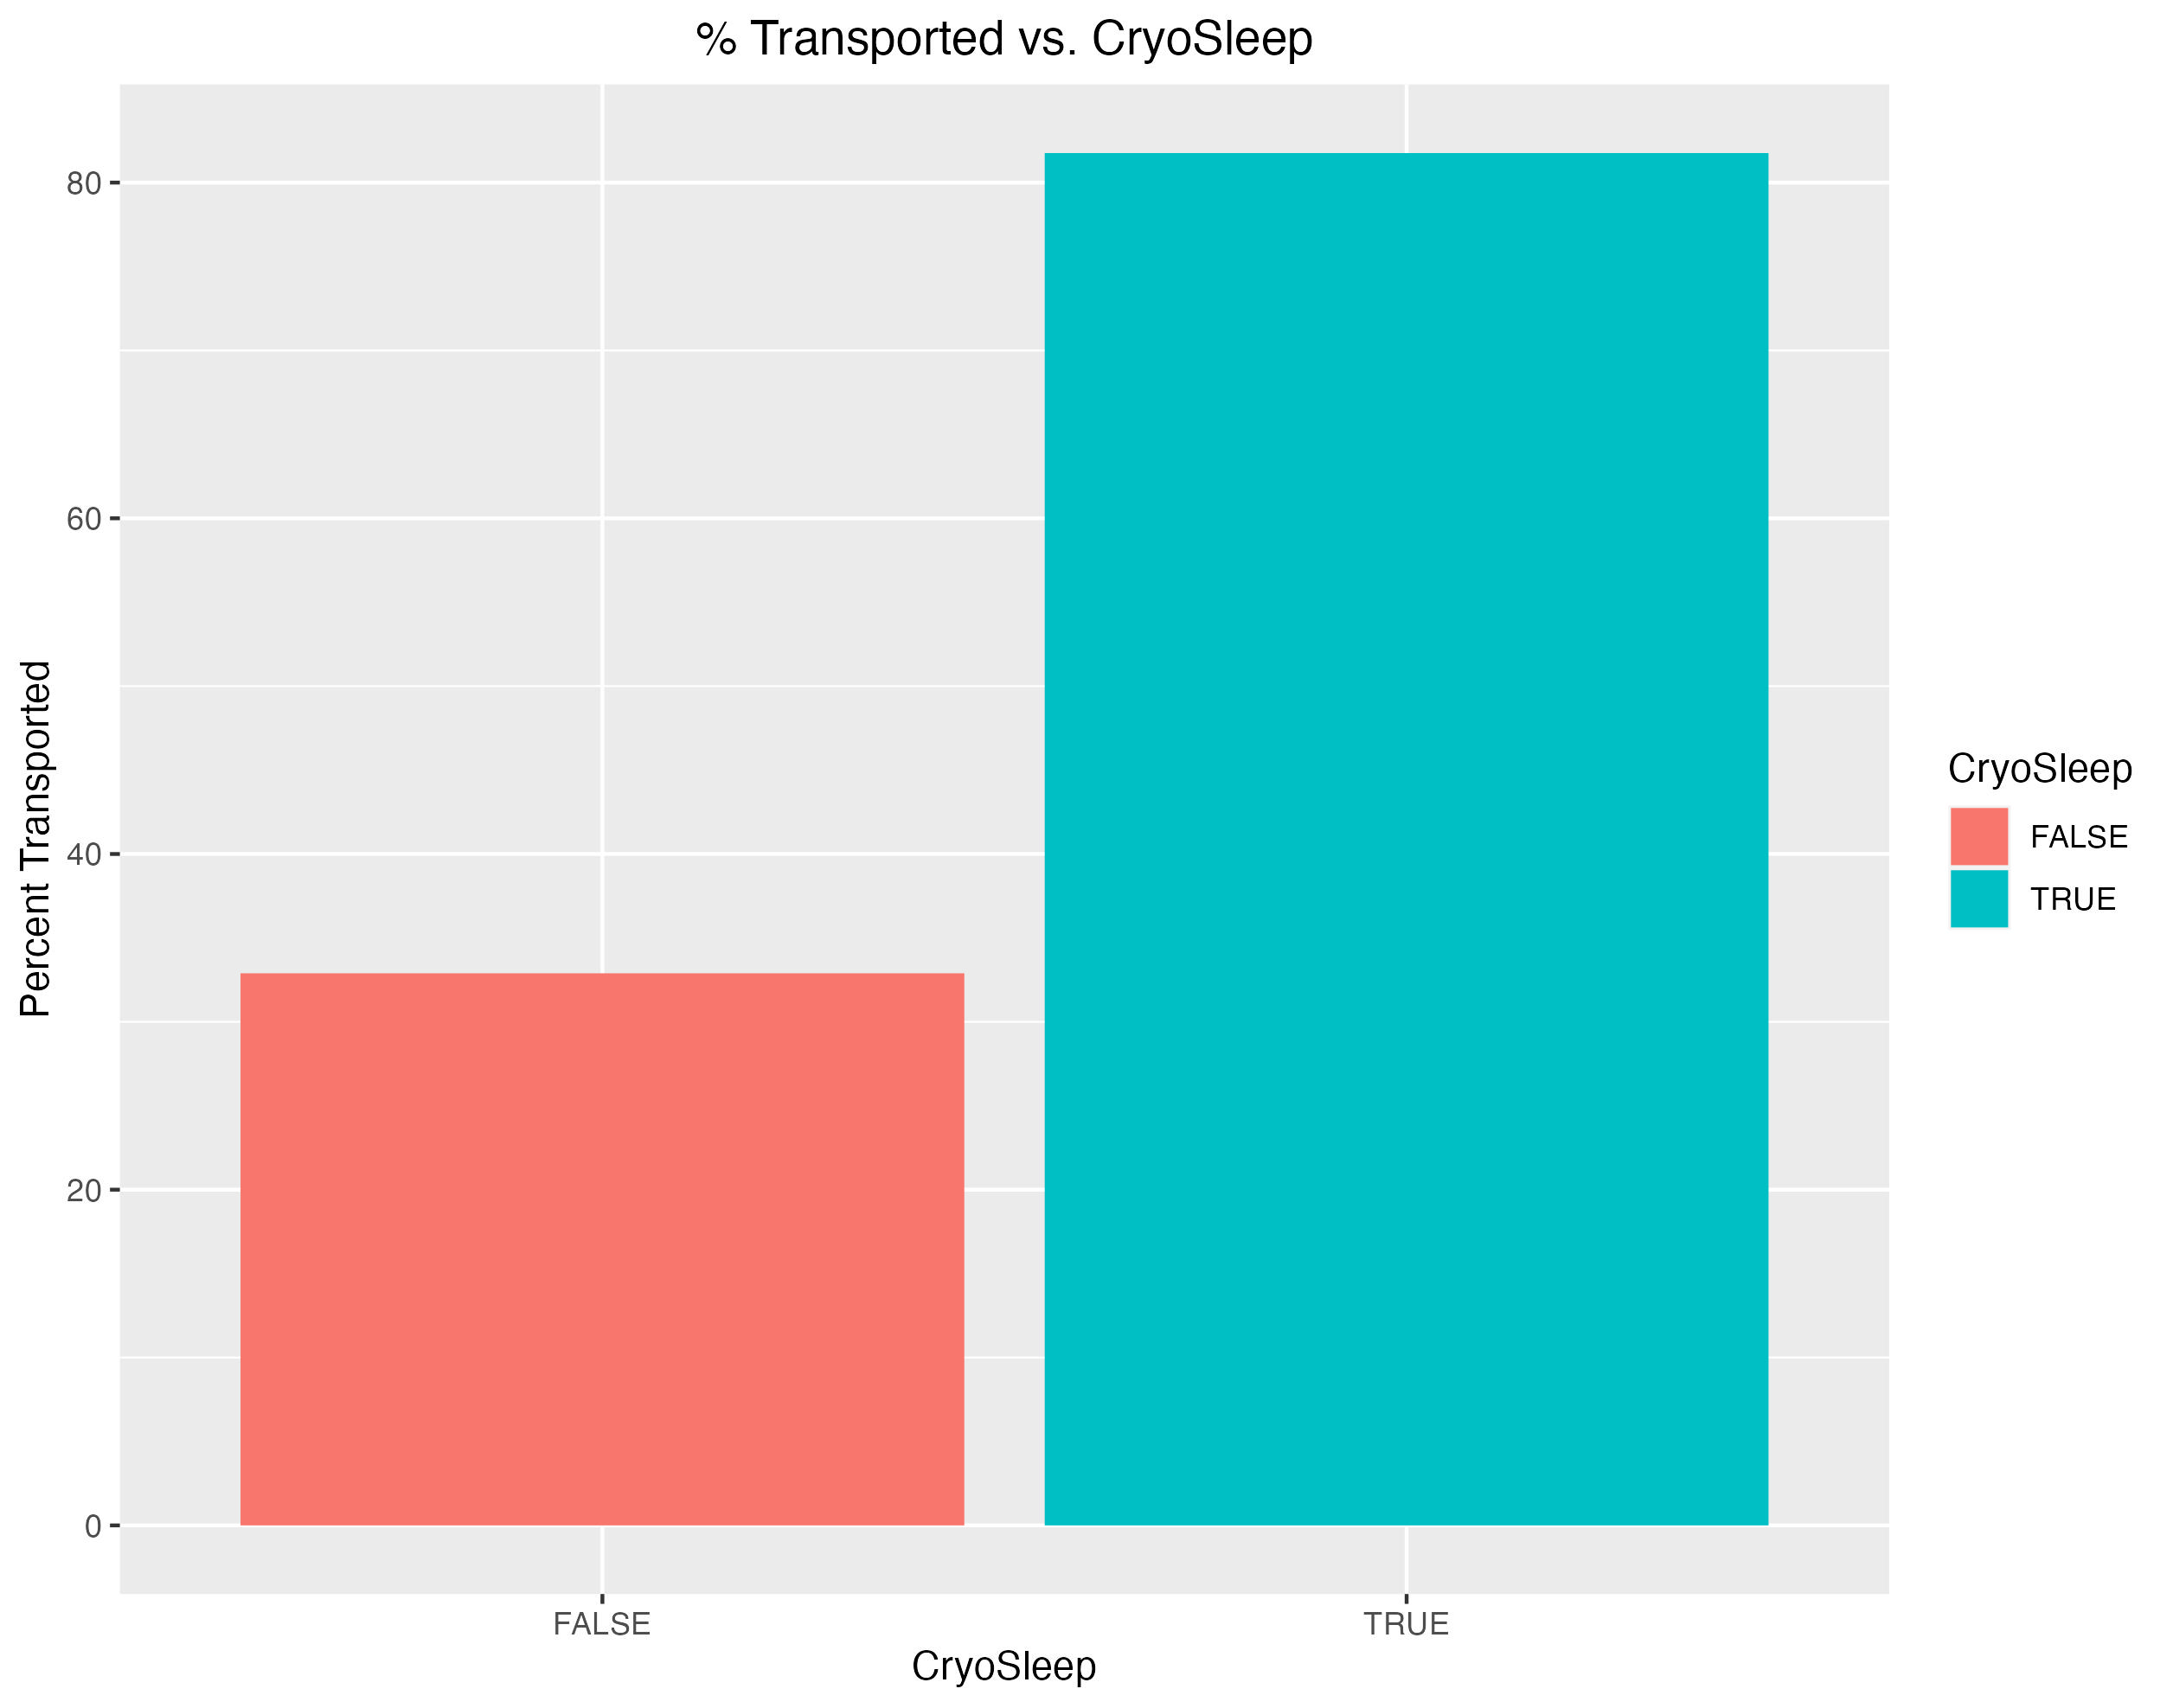 % Transported vs. CryoSleep
Percent Transported
80
60
40
20
0
FALSE
TRUE
CryoSleep
CryoSleep
FALSE
TRUE